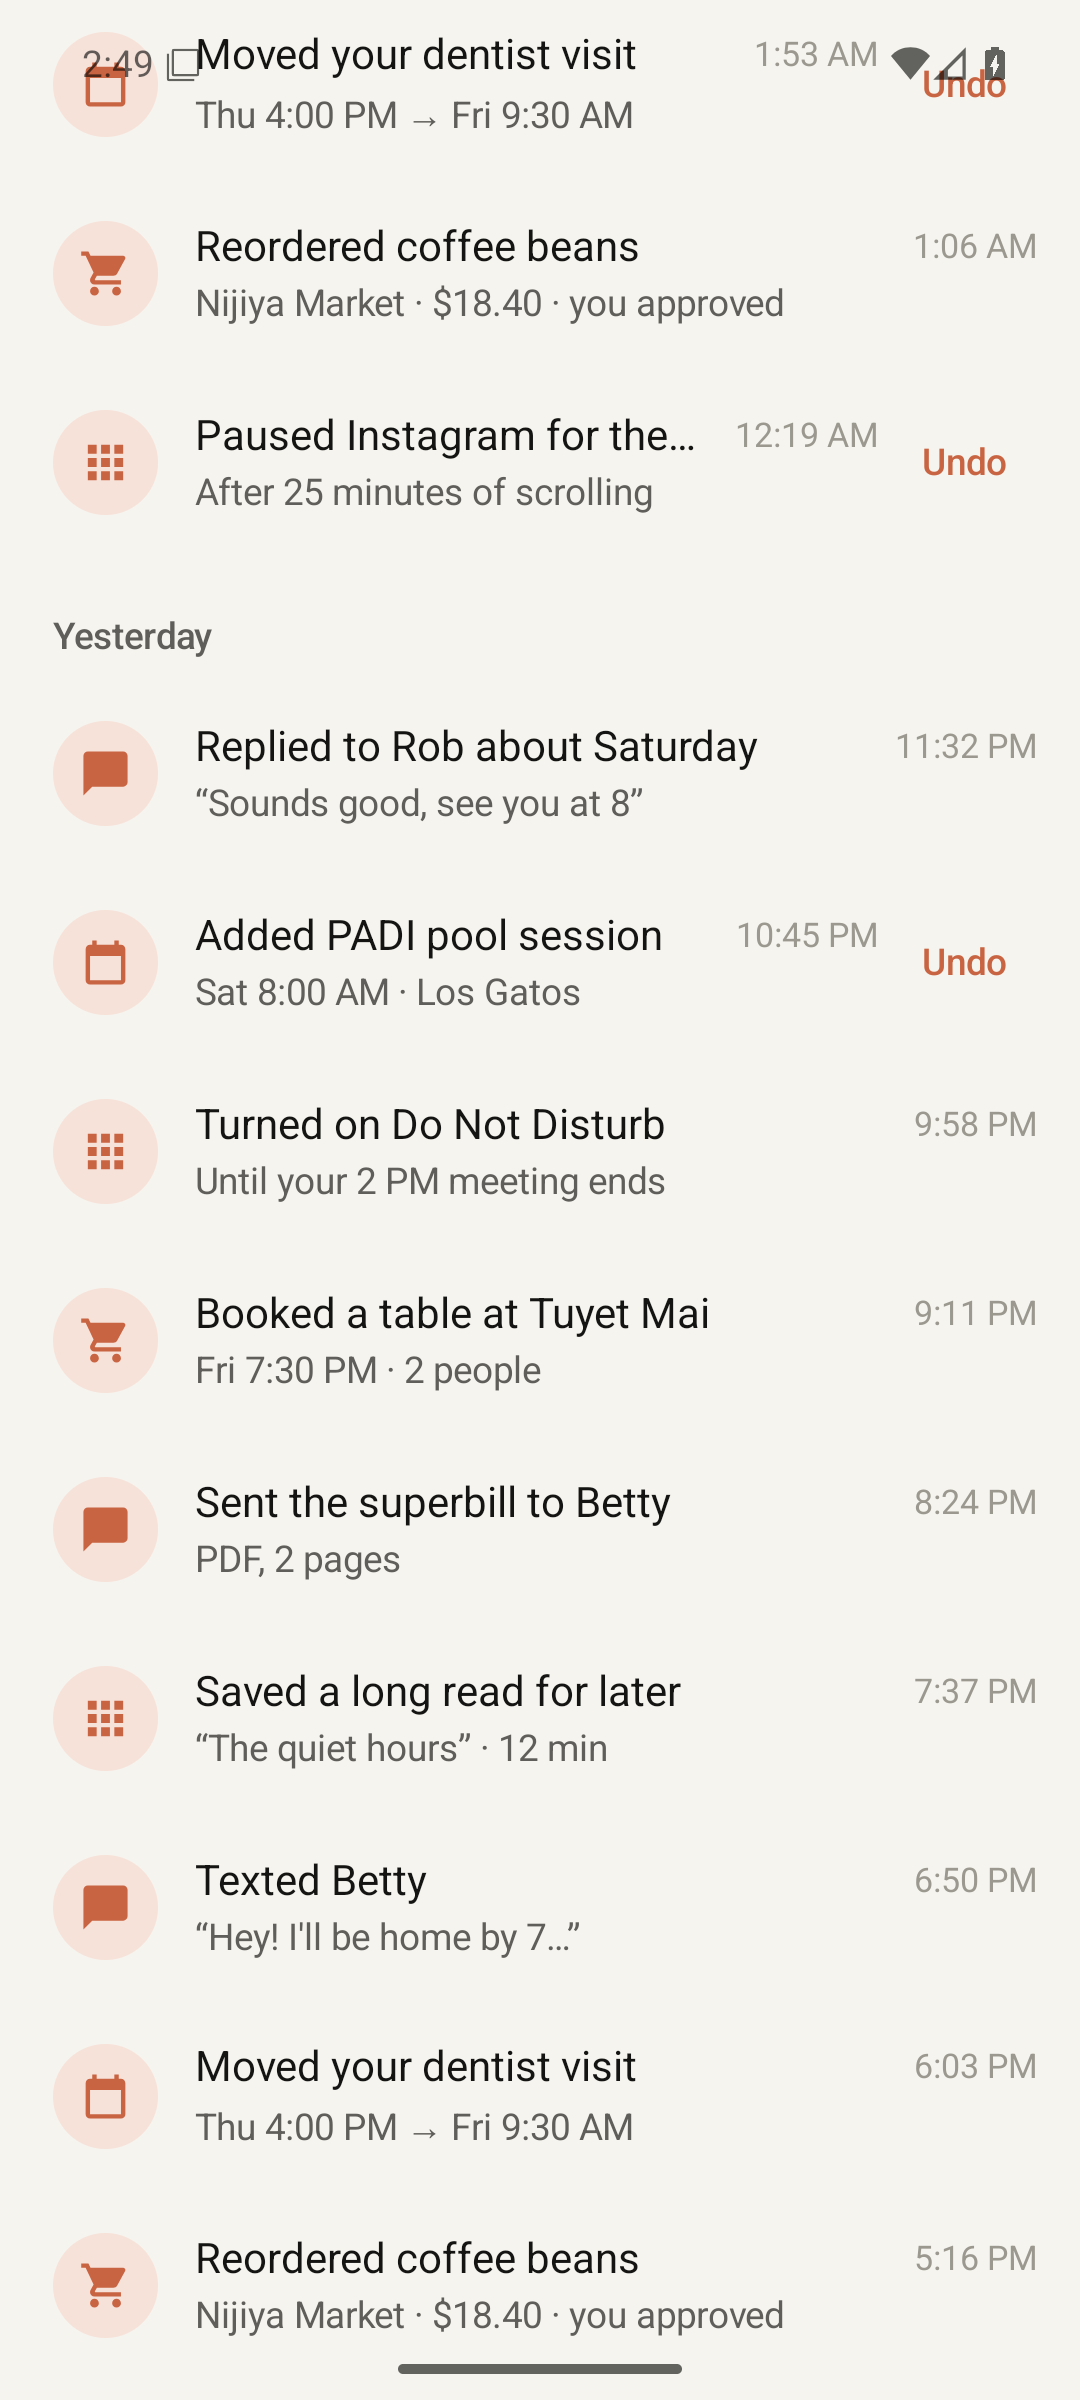 2:49
Moved your dentist visit
1:53 AM
Undo
Thu 4:00 PM → Fri 9:30 AM
Reordered coffee beans
1:06 AM
Nijiya Market · $18.40 · you approved
Paused Instagram for the…
12:19 AM
Undo
After 25 minutes of scrolling
Yesterday
Replied to Rob about Saturday
11:32 PM
“Sounds good, see you at 8”
Added PADI pool session
10:45 PM
Undo
Sat 8:00 AM · Los Gatos
Turned on Do Not Disturb
9:58 PM
Until your 2 PM meeting ends
Booked a table at Tuyet Mai
9:11 PM
Fri 7:30 PM · 2 people
Sent the superbill to Betty
8:24 PM
PDF, 2 pages
Saved a long read for later
7:37 PM
“The quiet hours” · 12 min
Texted Betty
6:50 PM
“Hey! I'll be home by 7…”
Moved your dentist visit
6:03 PM
Thu 4:00 PM → Fri 9:30 AM
Reordered coffee beans
5:16 PM
Nijiya Market · $18.40 · you approved